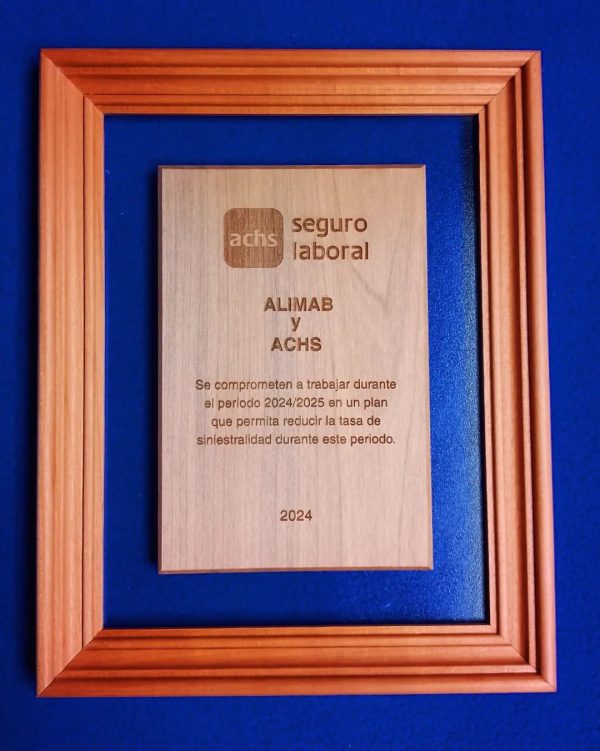 achs
seguro
laboral
ALIMAB
y
ACHS
Se comprometen a trabajar durante
el periodo 2024/2025 en un plan
que permita reducir la tasa de
siniestralidad durante este periodo.
2024